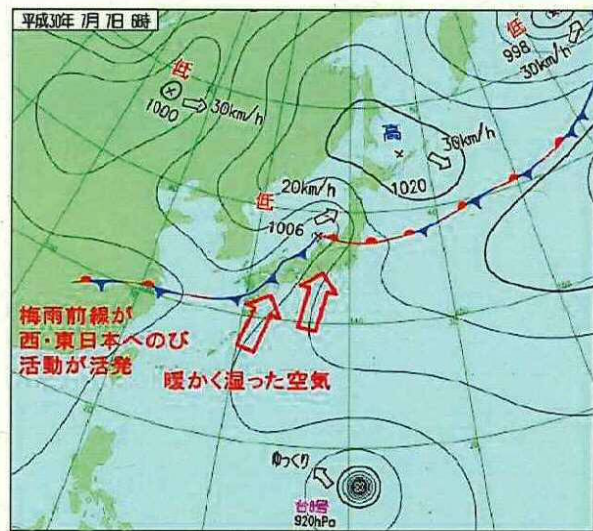 平成30年 7月 7日 6時
低
998
30km/h
低
1000
30km/h
高
30km/h
1020
20km/h
低
1006
梅雨前線が
西・東日本へのび
活動が活発
暖かく湿った空気
ゆっくり
台8号
920hPa